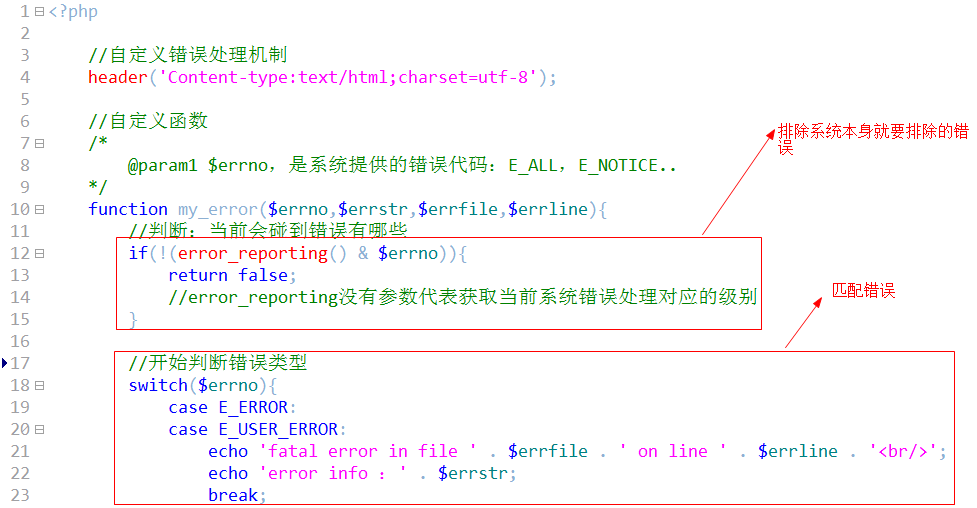 1 <?php
2
3 //自定义错误处理机制
4 header('Content-type:text/html;charset=utf-8');
5
6 //自定义函数
7 /*
8 @param1 $errno，是系统提供的错误代码：E_ALL，E_NOTICE..
9 */
10 function my_error($errno,$errstr,$errfile,$errline){
11 //判断：当前会碰到错误有哪些
12 if(!(error_reporting() & $errno)){
13 return false;
14 //error_reporting没有参数代表获取当前系统错误处理对应的级别
15 }
16
17 //开始判断错误类型
18 switch($errno){
19 case E_ERROR:
20 case E_USER_ERROR:
21 echo 'fatal error in file ' . $errfile . ' on line ' . $errline . '<br/>';
22 echo 'error info ：' . $errstr;
23 break;
排除系统本身就要排除的错
误
匹配错误